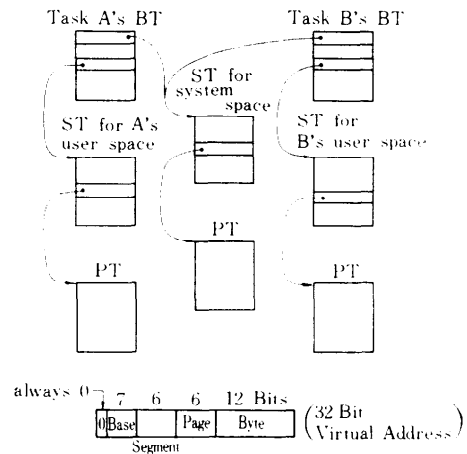 Task A's BT
Task B's BT
ST for system space
ST for A's user space
ST for B's user space
PT
PT
PT
always 0
7 6 6 12 Bits
0 Base Segment Page Byte
(32 Bit Virtual Address)